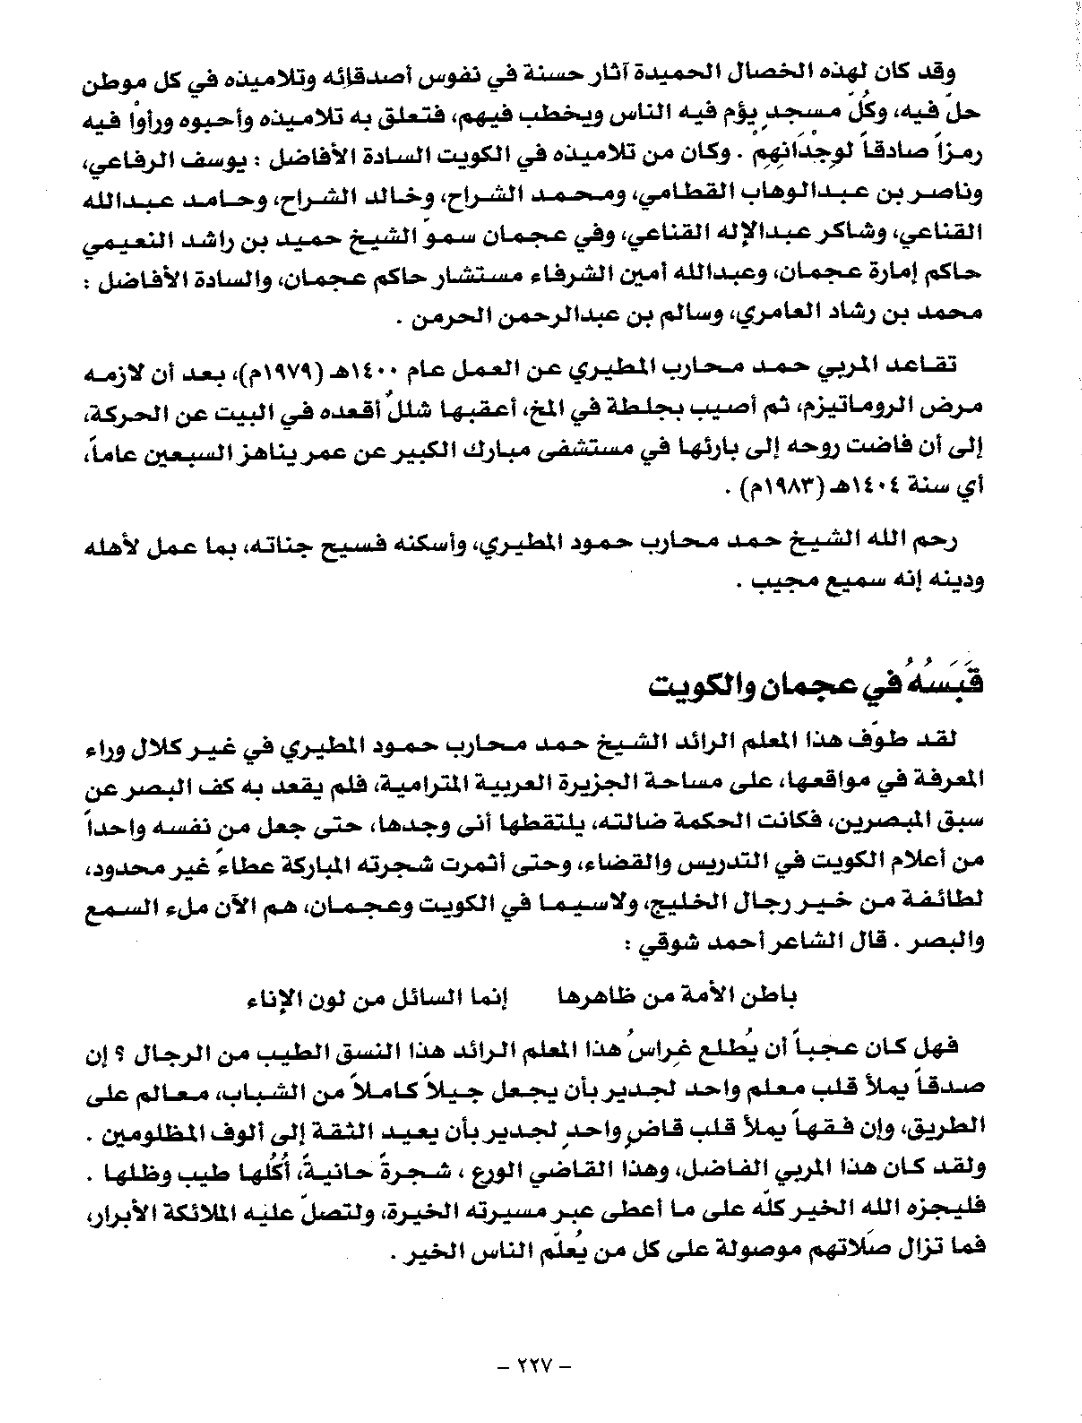 وقد كان لهذه الخصال الحميدة آثار حسنة في نفوس أصدقائه وتلاميذه في كل موطن
حلّ فيه، وكُلّ مسجدٍ يؤم فيه الناس ويخطب فيهم، فتعلق به تلاميذه وأحبوه ورأوْا فيه
رمزاً صادقاً لوِجْدَانِهِمْ . وكان من تلاميذه في الكويت السادة الأفاضل : يوسف الرفاعي،
وناصر بن عبدالوهاب القطامي، ومحمد الشراح، وخالد الشراح، وحامد عبدالله
القناعي، وشاكر عبدالإله القناعي، وفي عجمان سموّ الشيخ حميد بن راشد النعيمي
حاكم إمارة عجمان، وعبدالله أمين الشرفاء مستشار حاكم عجمان، والسادة الأفاضل :
محمد بن رشاد العامري، وسالم بن عبدالرحمن الحرمن .
تقاعد المربي حمد محارب المطيري عن العمل عام ١٤٠٠هـ (١٩٧٩م)، بعد أن لازمه
مرض الروماتيزم، ثم أصيب بجلطة في المخ، أعقبها شللٌ أقعده في البيت عن الحركة،
إلى أن فاضت روحه إلى بارئها في مستشفى مبارك الكبير عن عمر يناهز السبعين عاماً،
أي سنة ١٤٠٤هـ (١٩٨٣م) .
رحم الله الشيخ حمد محارب حمود المطيري، وأسكنه فسيح جناته، بما عمل لأهله
ودينه إنه سميع مجيب .
قَبَسُهُ في عجمان والكويت
لقد طوّف هذا المعلم الرائد الشيخ حمد محارب حمود المطيري في غير كلال وراء
المعرفة في مواقعها، على مساحة الجزيرة العربية المترامية، فلم يقعد به كف البصر عن
سبق المبصرين، فكانت الحكمة ضالته، يلتقطها أنى وجدها، حتى جعل من نفسه واحداً
من أعلام الكويت في التدريس والقضاء، وحتى أثمرت شجرته المباركة عطاءً غير محدود،
لطائفة من خير رجال الخليج، ولاسيما في الكويت وعجمان، هم الآن ملء السمع
والبصر . قال الشاعر أحمد شوقي :
باطن الأمة من ظاهرها إنما السائل من لون الإناء
فهل كان عجباً أن يُطلع غِراسُ هذا المعلم الرائد هذا النسق الطيب من الرجال ؟ إن
صدقاً يملأ قلب معلم واحد لجدير بأن يجعل جيلاً كاملاً من الشباب، معالم على
الطريق، وإن فقهاً يملأ قلب قاضٍ واحدٍ لجدير بأن يعيد الثقة إلى ألوف المظلومين .
ولقد كان هذا المربي الفاضل، وهذا القاضي الورع ، شجرةً حانيةً، أُكُلها طيب وظلها .
فليجزه الله الخير كلّه على ما أعطى عبر مسيرته الخيرة، ولتصلّ عليه الملائكة الأبرار،
فما تزال صَلاتهم موصولة على كل من يُعلّم الناس الخير .
– ٢٢٧ –